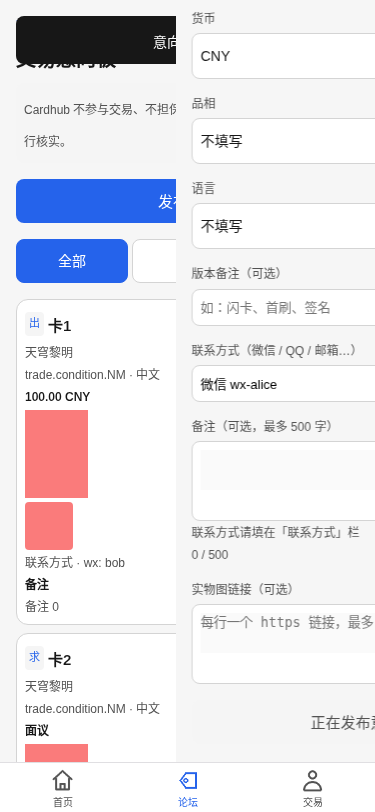 意向
Cardhub 不参与交易、不担保
行核实。
全部
出 卡1
天穹黎明
trade.condition.NM · 中文
100.00 CNY
联系方式 · wx: bob
备注
备注 0
求 卡2
天穹黎明
trade.condition.NM · 中文
面议
货币
CNY
品相
不填写
语言
不填写
版本备注（可选）
如：闪卡、首刷、签名
联系方式（微信 / QQ / 邮箱…）
微信 wx-alice
备注（可选，最多 500 字）
联系方式请填在「联系方式」栏
0 / 500
实物图链接（可选）
每行一个 https 链接，最多
正在发布意
首页
论坛
交易